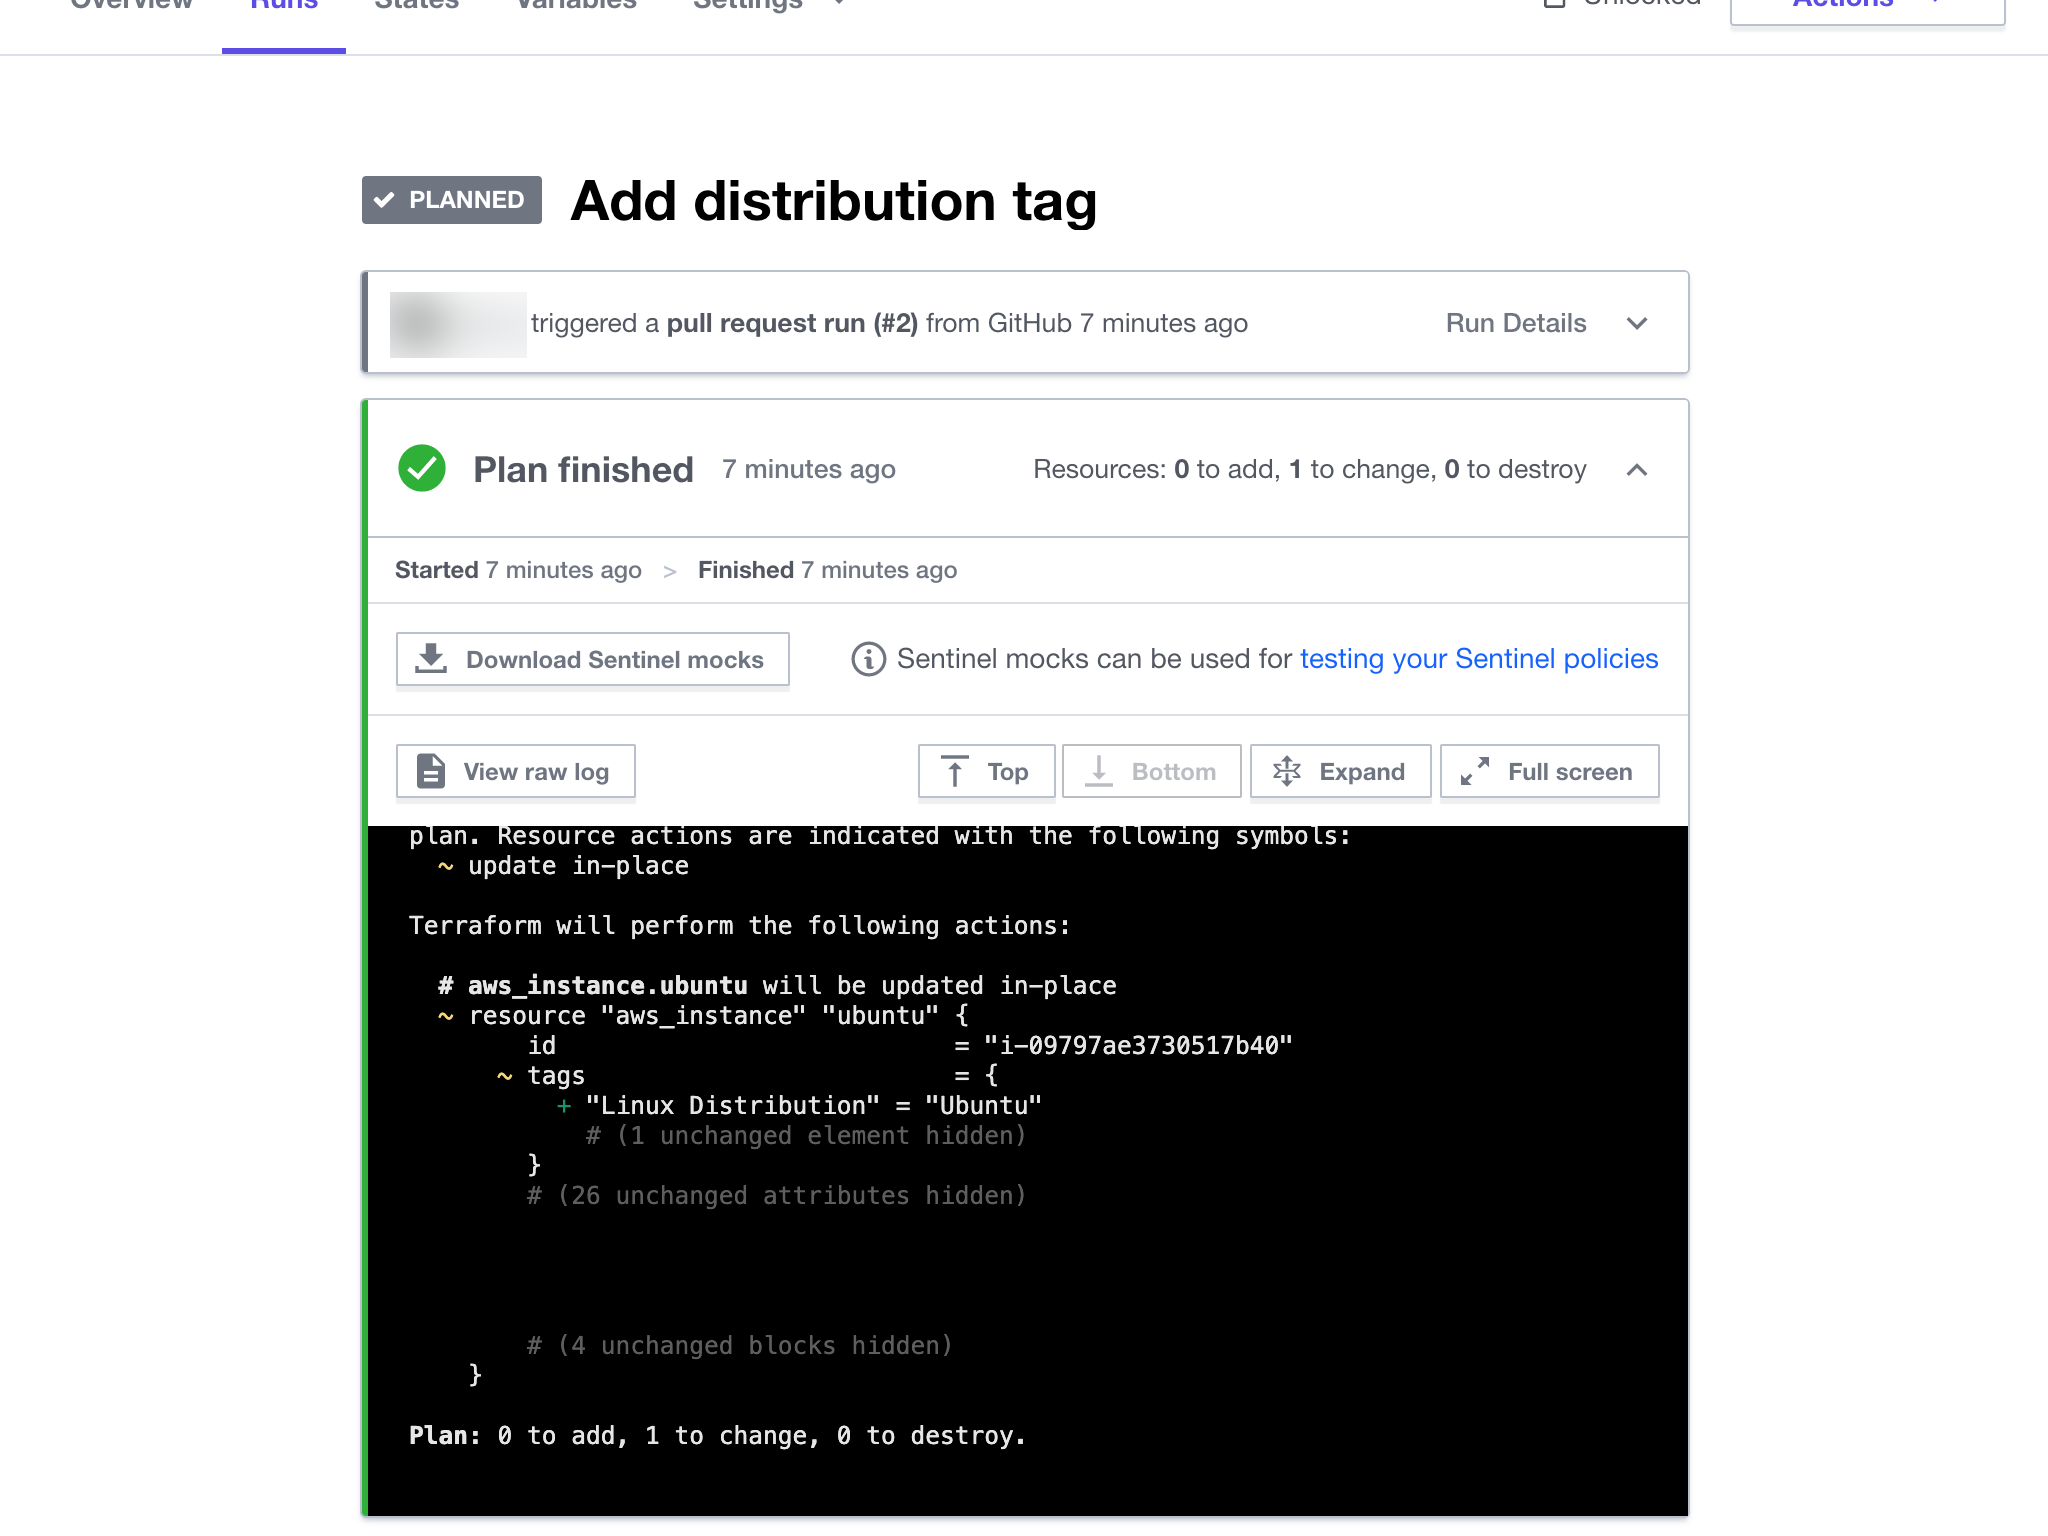 Overview Runs States Variables Settings Unlocked Actions
PLANNED Add distribution tag
triggered a pull request run (#2) from GitHub 7 minutes ago Run Details
Plan finished 7 minutes ago Resources: 0 to add, 1 to change, 0 to destroy
Started 7 minutes ago > Finished 7 minutes ago
Download Sentinel mocks Sentinel mocks can be used for testing your Sentinel policies
View raw log Top Bottom Expand Full screen
plan. Resource actions are indicated with the following symbols:
~ update in-place
Terraform will perform the following actions:
# aws_instance.ubuntu will be updated in-place
~ resource "aws_instance" "ubuntu" {
id = "i-09797ae3730517b40"
~ tags = {
+ "Linux Distribution" = "Ubuntu"
# (1 unchanged element hidden)
}
# (26 unchanged attributes hidden)
# (4 unchanged blocks hidden)
}
Plan: 0 to add, 1 to change, 0 to destroy.